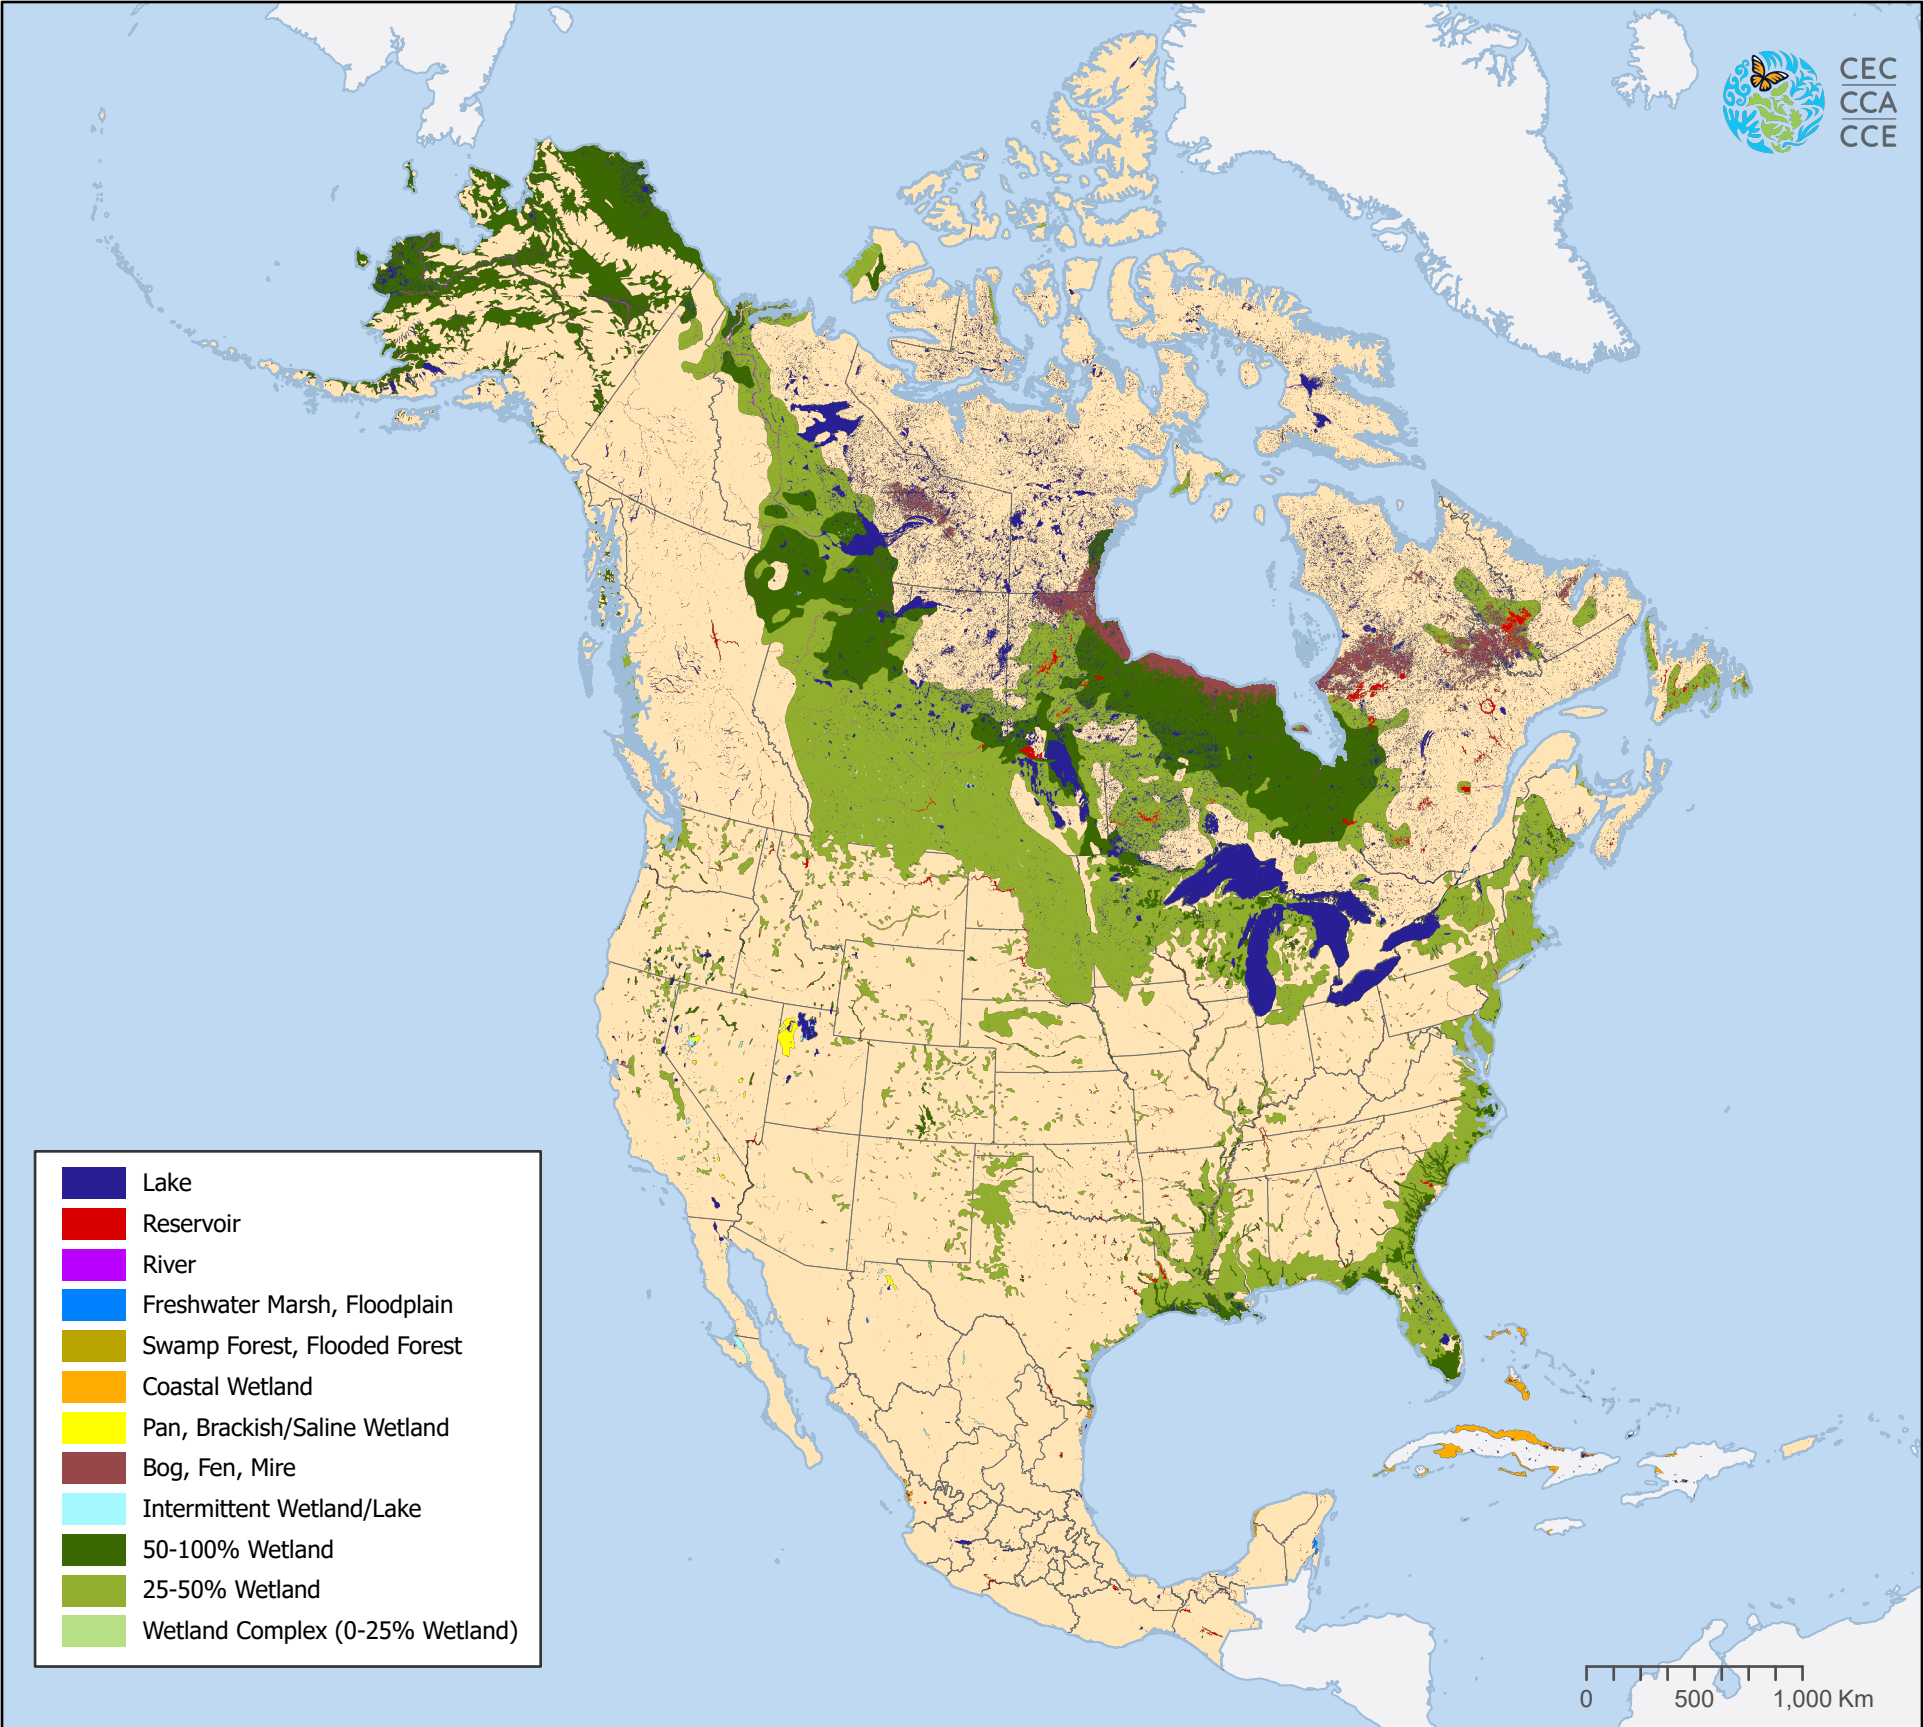 CEC
CCA
CCE
Lake
Reservoir
River
Freshwater Marsh, Floodplain
Swamp Forest, Flooded Forest
Coastal Wetland
Pan, Brackish/Saline Wetland
Bog, Fen, Mire
Intermittent Wetland/Lake
50-100% Wetland
25-50% Wetland
Wetland Complex (0-25% Wetland)
0 500 1,000 Km